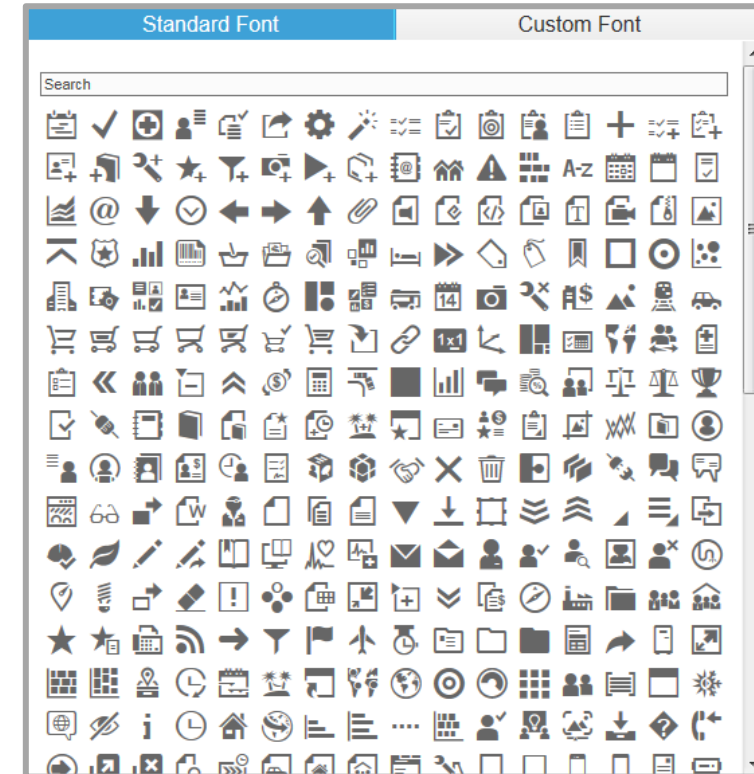 Standard Font
Custom Font
Search
A-Z
14
$
1x1
$
%
$
W
$